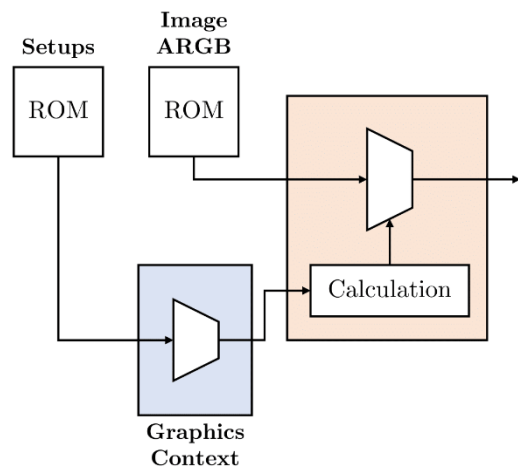 Setups
Image
ARGB
ROM
ROM
Calculation
Graphics
Context